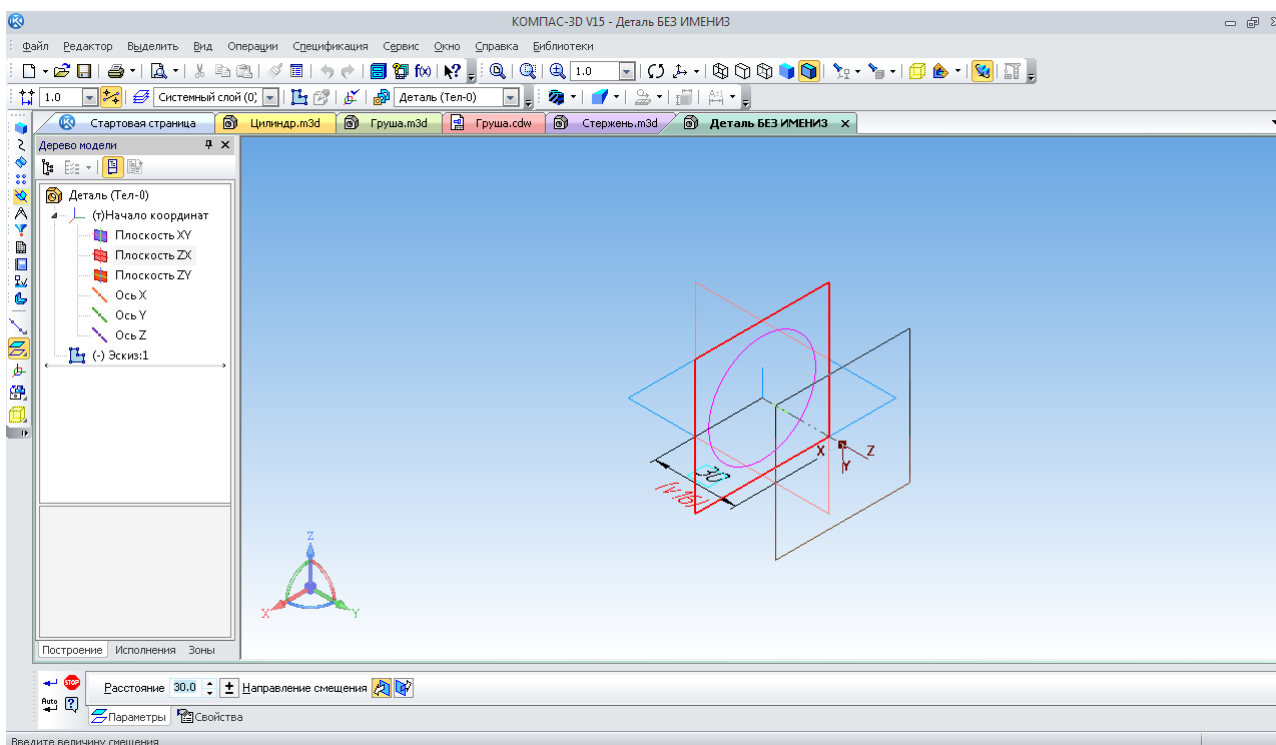 КОМПАС-3D V15 - Деталь БЕЗ ИМЕНИ3
Файл Редактор Выделить Вид Операции Спецификация Сервис Окно Справка Библиотеки
1.0
1.0 Системный слой (0; Деталь (Тел-0)
Стартовая страница Цилиндр.m3d Груша.m3d Груша.cdw Стержень.m3d Деталь БЕЗ ИМЕНИ3
Дерево модели
Деталь (Тел-0)
(т)Начало координат
Плоскость XY
Плоскость ZX
Плоскость ZY
Ось X
Ось Y
Ось Z
(-) Эскиз:1
X Z
Y
30
(v16)
Z
X Y
Построение Исполнения Зоны
STOP
Расстояние 30.0 Направление смещения
Auto
Параметры Свойства
Введите величину смещения